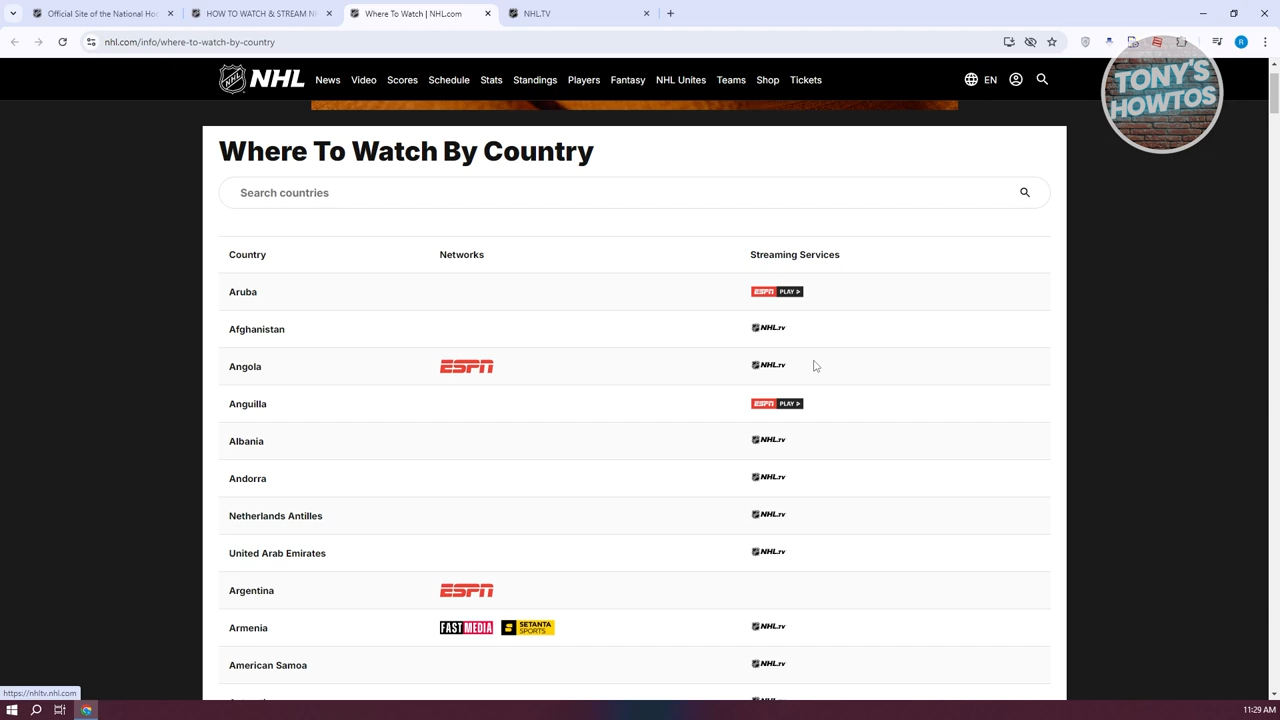 Official Site of the National Hoc
HOW TO WATCH & STREAM N
Where To Watch | NHL.com
NHL.TV
nhl.com/info/where-to-watch-by-country
R
NHL
News
Video
Scores
Schedule
Stats
Standings
Players
Fantasy
NHL Unites
Teams
Shop
Tickets
EN
TONY'S
HOWTOS
Where To Watch By Country
Search countries
Country Networks Streaming Services
Aruba ESPN PLAY
Afghanistan NHL.TV
Angola ESPN NHL.TV
Anguilla ESPN PLAY
Albania NHL.TV
Andorra NHL.TV
Netherlands Antilles NHL.TV
United Arab Emirates NHL.TV
Argentina ESPN
Armenia FAST MEDIA SETANTA SPORTS NHL.TV
American Samoa NHL.TV
https://nhltv.nhl.com
11:29 AM